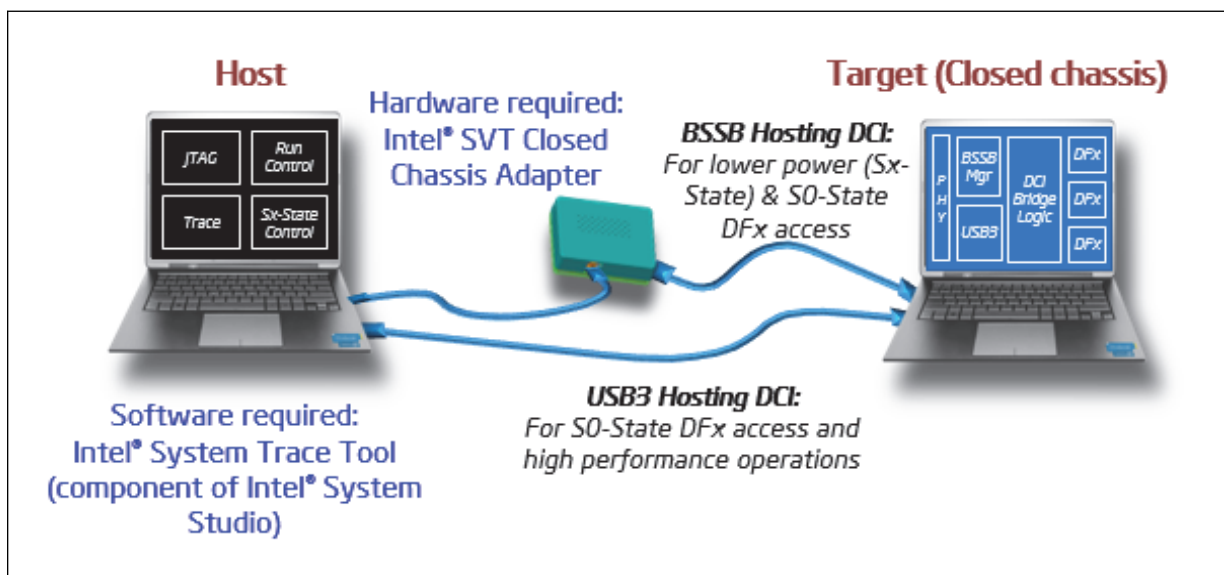 Host
Target (Closed chassis)
Hardware required:
Intel® SVT Closed
Chassis Adapter
BSSB Hosting DCI:
For lower power (Sx-
State) & S0-State
DFx access
JTAG
Run
Control
Trace
Sx-State
Control
P
H
Y
BSSB
Mgr
USB3
DCI
Bridge
Logic
DFx
DFx
DFx
USB3 Hosting DCI:
For S0-State DFx access and
high performance operations
Software required:
Intel® System Trace Tool
(component of Intel® System
Studio)